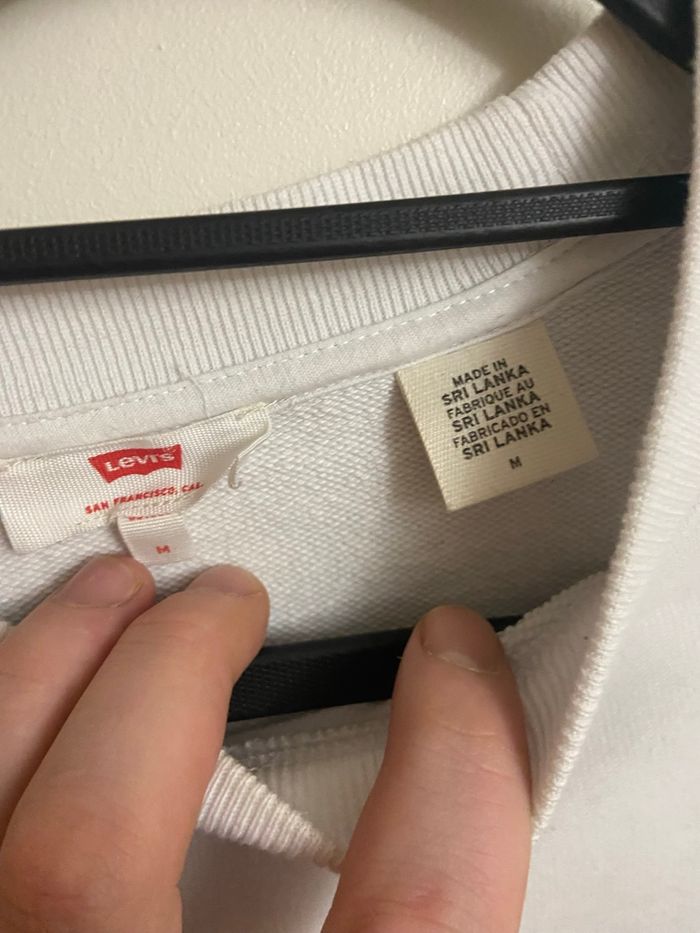 Levi's
SAN FRANCISCO, CAL.
M
MADE IN
SRI LANKA
FABRIQUE AU
SRI LANKA
FABRICADO EN
SRI LANKA
M